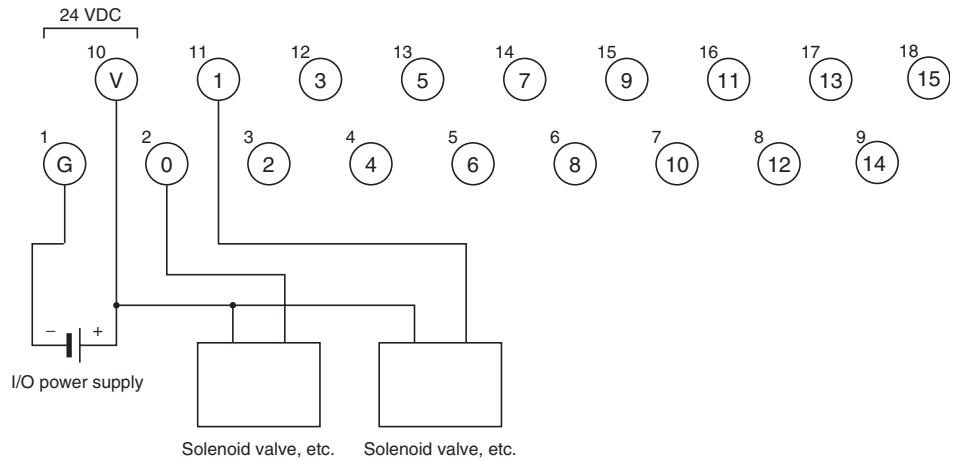 24 VDC
10 11 12 13 14 15 16 17 18
V 1 3 5 7 9 11 13 15
1 2 3 4 5 6 7 8 9
G 0 2 4 6 8 10 12 14
− +
I/O power supply
Solenoid valve, etc. Solenoid valve, etc.